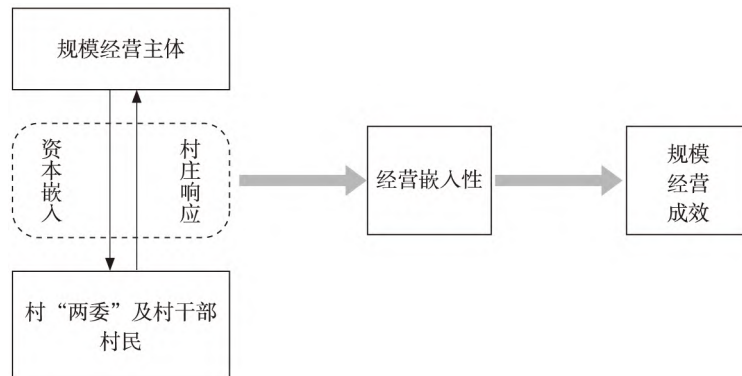 规模经营主体
资本嵌入
村庄响应
经营嵌入性
规模
经营
成效
村“两委”及村干部
村民